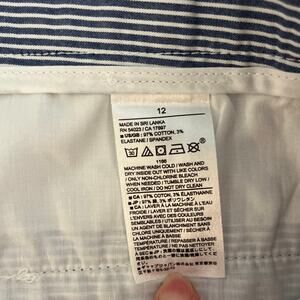 12
MADE IN SRI LANKA
RN 54023 / CA 17897
US/GB : 97% COTTON, 3%
ELASTANE / SPANDEX
1166
MACHINE WASH COLD / WASH AND
DRY INSIDE OUT WITH LIKE COLORS
/ ONLY NON-CHLORINE BLEACH
WHEN NEEDED / TUMBLE DRY LOW /
COOL IRON / DO NOT DRY CLEAN
CA : 97% COTON, 3% ÉLASTHANNE
JP : 綿, 3% ポリウレタン
CA : LAVER À LA MACHINE À L'EAU
FROIDE / LAVER ET SÉCHER SUR
L'ENVERS AVEC DES COULEURS
SEMBLABLES / UTILISER UN AGENT
DE BLANCHIMENT SANS
CHLORE UNIQUEMENT / SÉCHER
À LA MACHINE À BASSE
TEMPÉRATURE / REPASSER À BASSE
TEMPÉRATURE / NE PAS NETTOYER
À SEC